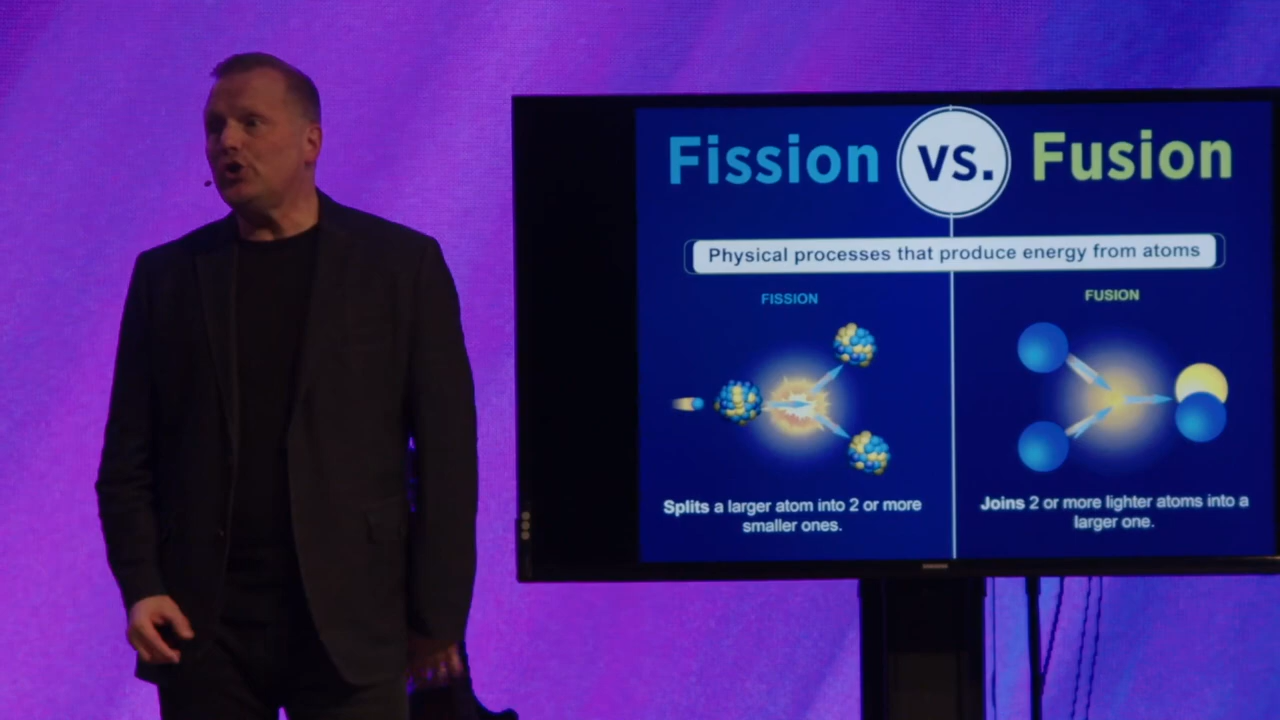 Fission vs. Fusion
Physical processes that produce energy from atoms
FISSION
FUSION
Splits a larger atom into 2 or more
smaller ones.
Joins 2 or more lighter atoms into a
larger one.